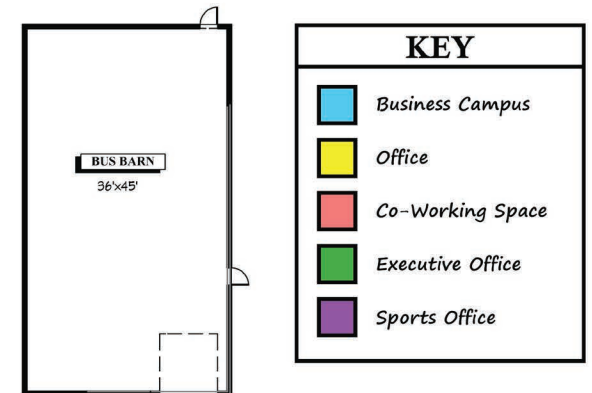 BUS BARN
36'x45'
KEY
Business Campus
Office
Co-Working Space
Executive Office
Sports Office